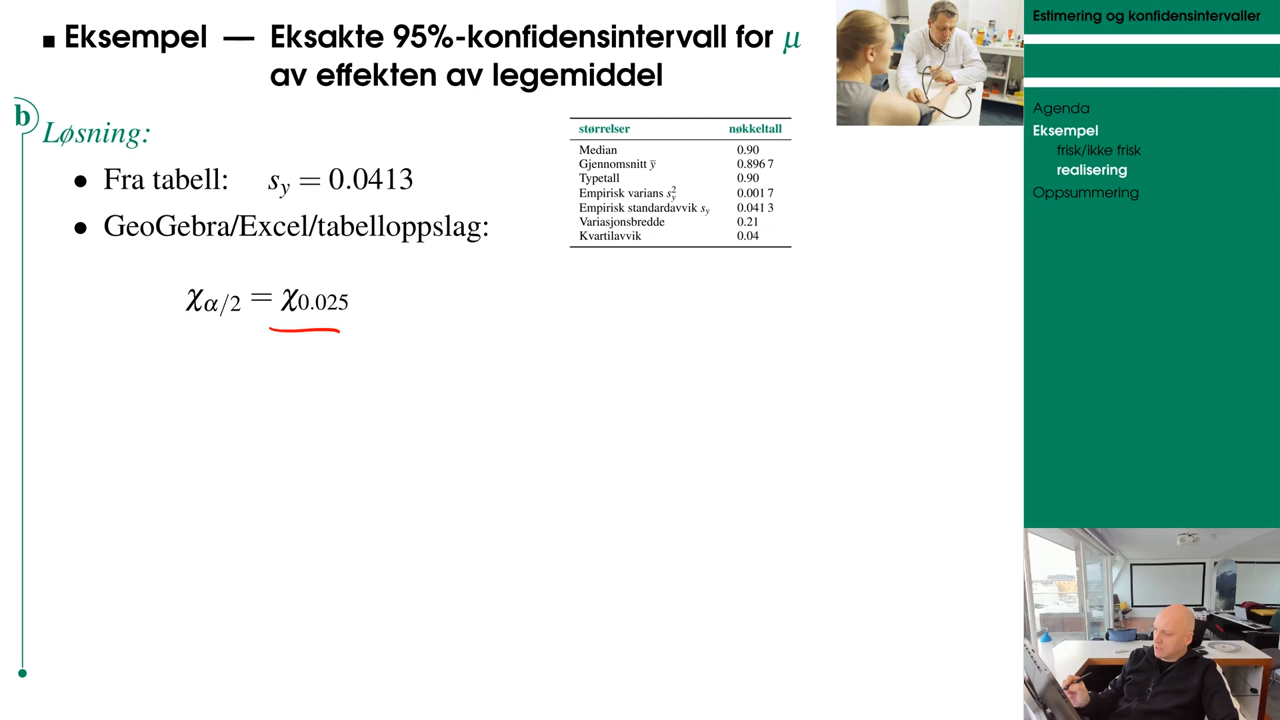 Eksempel — Eksakte 95%-konfidensintervall for μ
av effekten av legemiddel
b
Løsning:
• Fra tabell: s_y = 0.0413
• GeoGebra/Excel/tabelloppslag:
χ_{α/2} = χ_{0.025}
størrelser nøkkeltall
Median 0.90
Gjennomsnitt ȳ 0.896 7
Typetall 0.90
Empirisk varians s_y^2 0.001 7
Empirisk standardavvik s_y 0.041 3
Variasjonsbredde 0.21
Kvartilavvik 0.04
Estimering og konfidensintervaller
Agenda
Eksempel
frisk/ikke frisk
realisering
Oppsummering